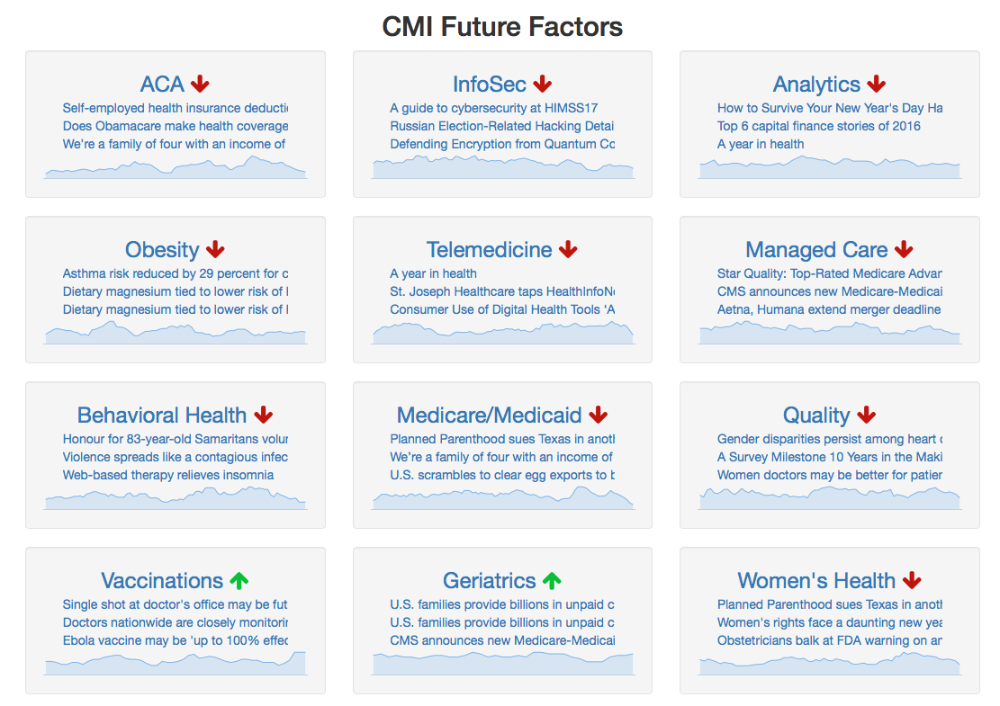 CMI Future Factors
ACA
Self-employed health insurance deducti
Does Obamacare make health coverage
We're a family of four with an income of
InfoSec
A guide to cybersecurity at HIMSS17
Russian Election-Related Hacking Detai
Defending Encryption from Quantum Co
Analytics
How to Survive Your New Year's Day Ha
Top 6 capital finance stories of 2016
A year in health
Obesity
Asthma risk reduced by 29 percent for c
Dietary magnesium tied to lower risk of
Dietary magnesium tied to lower risk of
Telemedicine
A year in health
St. Joseph Healthcare taps HealthInfoNe
Consumer Use of Digital Health Tools ‘A
Managed Care
Star Quality: Top-Rated Medicare Advan
CMS announces new Medicare-Medicai
Aetna, Humana extend merger deadline
Behavioral Health
Honour for 83-year-old Samaritans volur
Violence spreads like a contagious infec
Web-based therapy relieves insomnia
Medicare/Medicaid
Planned Parenthood sues Texas in anoth
We're a family of four with an income of
U.S. scrambles to clear egg exports to b
Quality
Gender disparities persist among heart c
A Survey Milestone 10 Years in the Maki
Women doctors may be better for patier
Vaccinations
Single shot at doctor's office may be fut
Doctors nationwide are closely monitorin
Ebola vaccine may be 'up to 100% effec
Geriatrics
U.S. families provide billions in unpaid c
U.S. families provide billions in unpaid c
CMS announces new Medicare-Medicai
Women's Health
Planned Parenthood sues Texas in anoth
Women's rights face a daunting new yea
Obstetricians balk at FDA warning on an